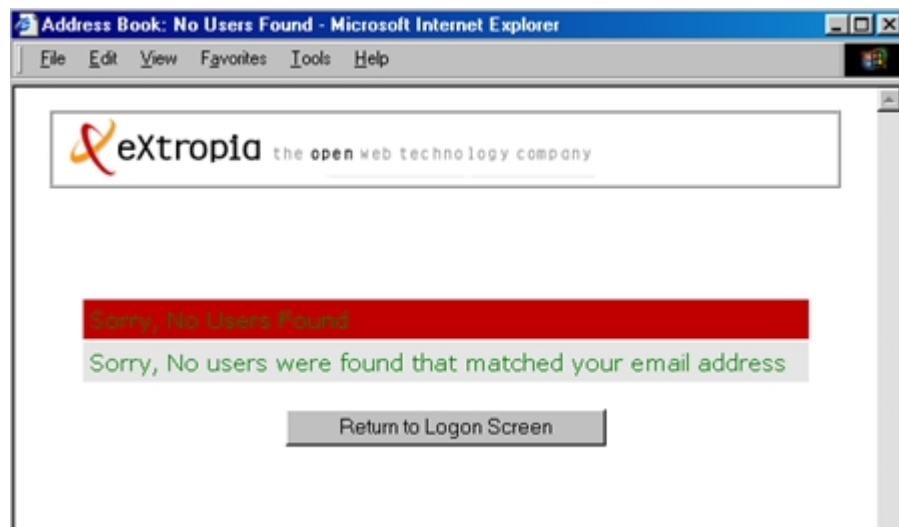 Address Book: No Users Found - Microsoft Internet Explorer
File Edit View Favorites Tools Help
eXtropia the open web technology company
Sorry, No Users Found
Sorry, No users were found that matched your email address
Return to Logon Screen